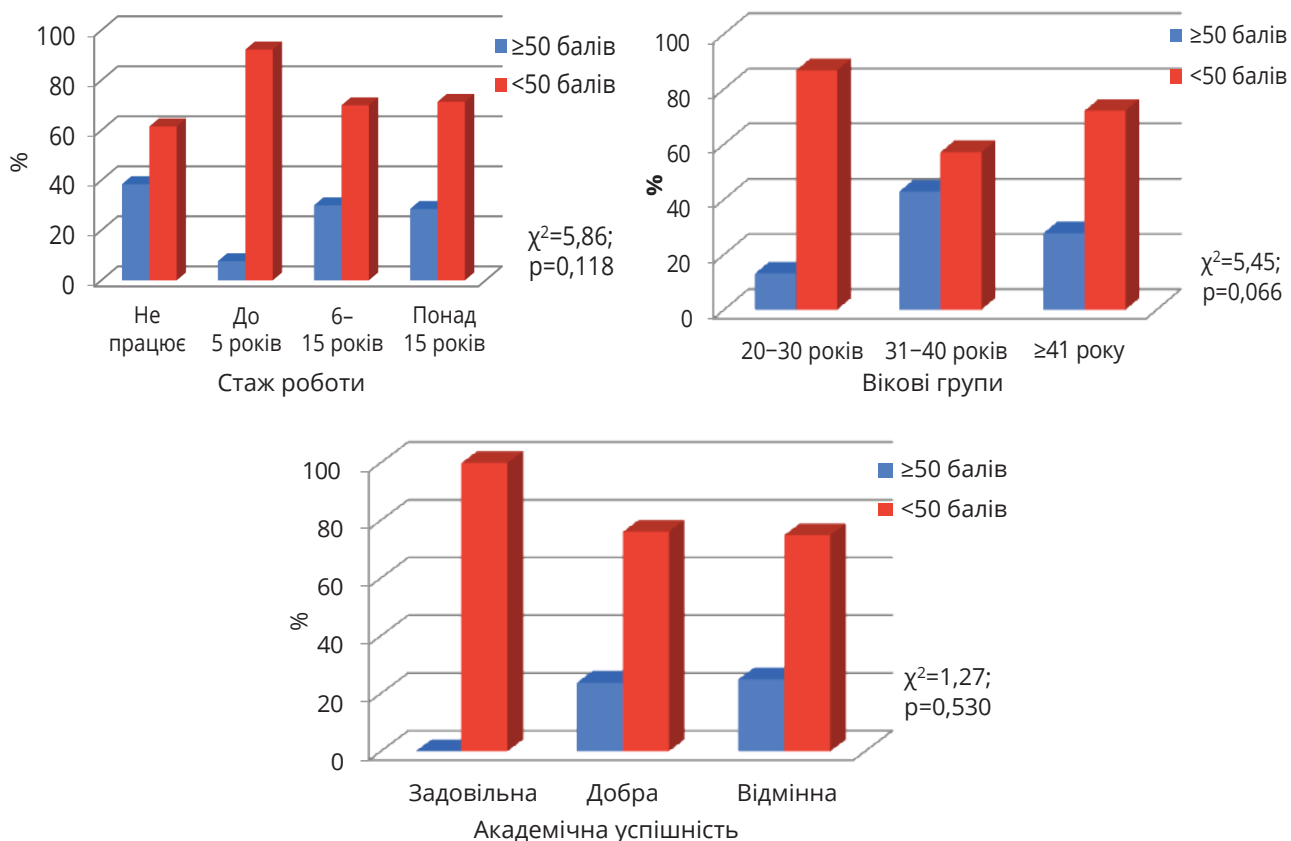 100
80
60
40
20
0
%
≥50 балів
<50 балів
χ²=5,86;
p=0,118
Не До 6– Понад
працює 5 років 15 років 15 років
Стаж роботи
100
80
60
40
20
0
%
≥50 балів
<50 балів
χ²=5,45;
p=0,066
20–30 років 31–40 років ≥41 року
Вікові групи
100
80
60
40
20
0
%
≥50 балів
<50 балів
χ²=1,27;
p=0,530
Задовільна Добра Відмінна
Академічна успішність